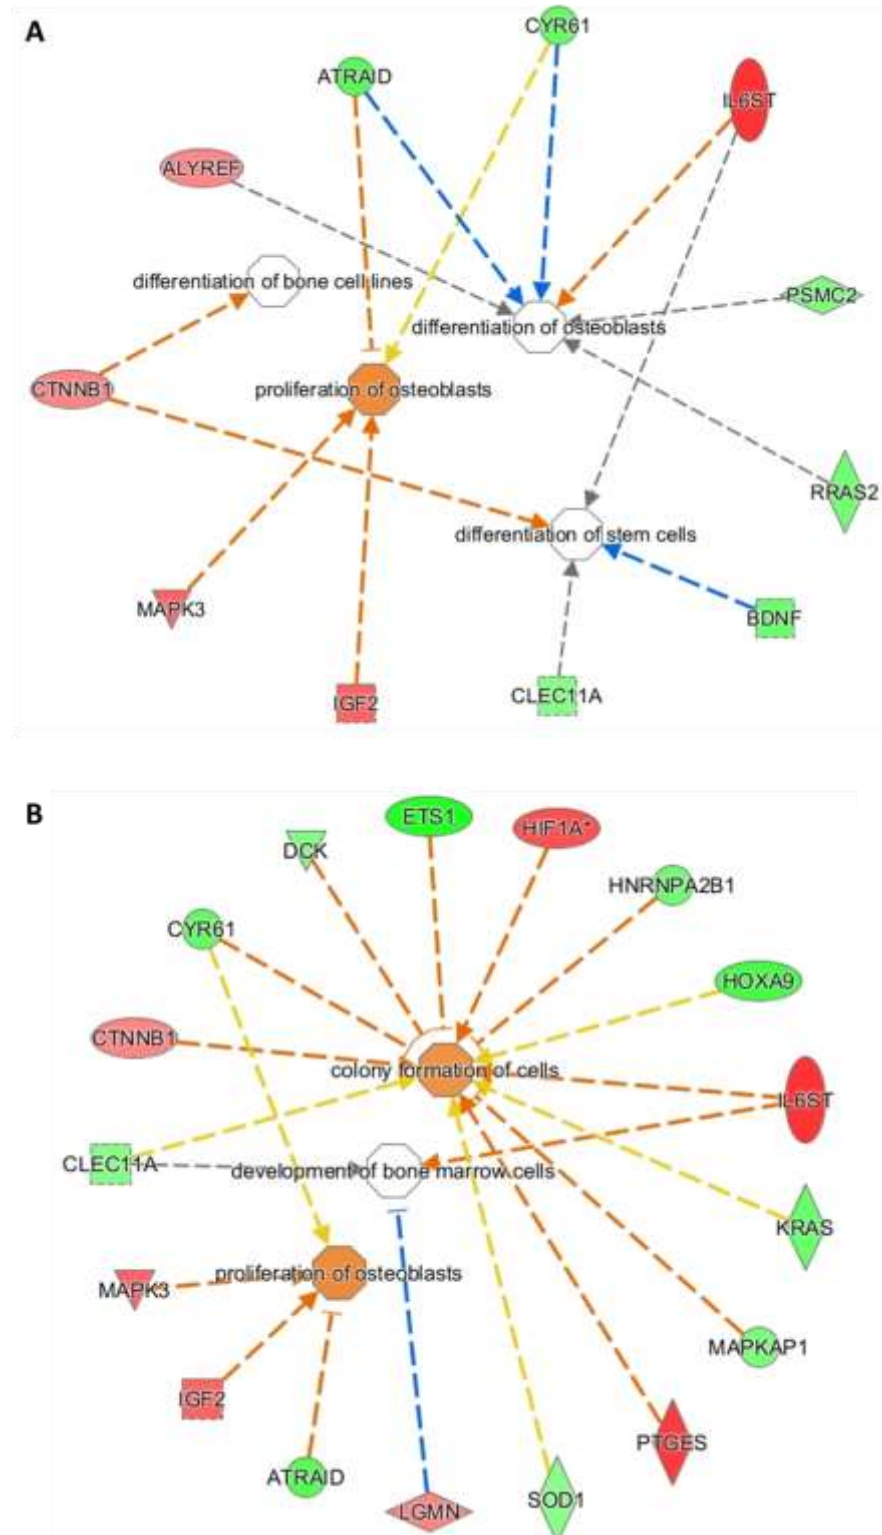 A
CYR61
ATRAID
IL6ST
ALYREF
differentiation of bone cell lines
PSMC2
differentiation of osteoblasts
CTNNB1
proliferation of osteoblasts
RRAS2
differentiation of stem cells
MAPK3
BDNF
CLEC11A
IGF2
B
ETS1
HIF1A*
DCK
HNRNPA2B1
CYR61
HOXA9
CTNNB1
colony formation of cells
IL6ST
CLEC11A
development of bone marrow cells
KRAS
proliferation of osteoblasts
MAPK3
MAPKAP1
IGF2
PTGES
ATRAID
SOD1
LGMN